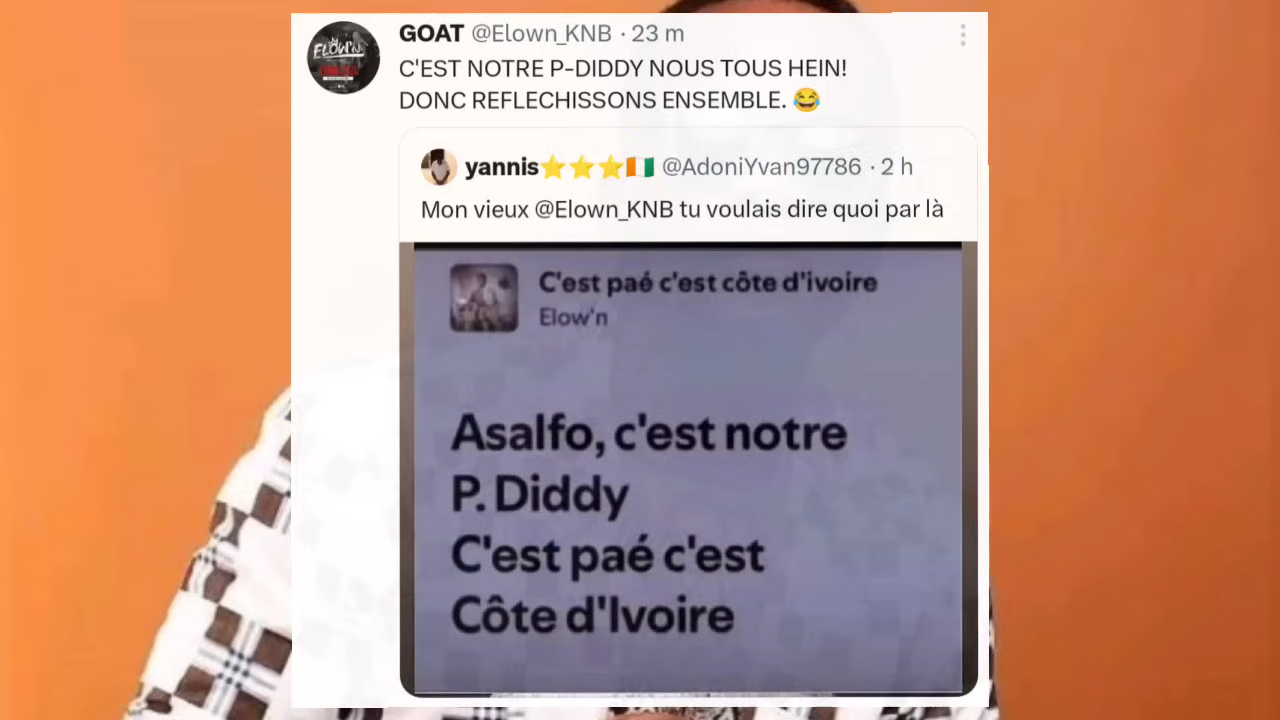 GOAT @Elown_KNB · 23 m
C'EST NOTRE P-DIDDY NOUS TOUS HEIN!
DONC REFLECHISSONS ENSEMBLE. 😂
ELOW'N
yannis⭐⭐⭐🇨🇮 @AdoniYvan97786 · 2 h
Mon vieux @Elown_KNB tu voulais dire quoi par là
C'est paé c'est côte d'ivoire
Elow'n
Asalfo, c'est notre
P. Diddy
C'est paé c'est
Côte d'Ivoire